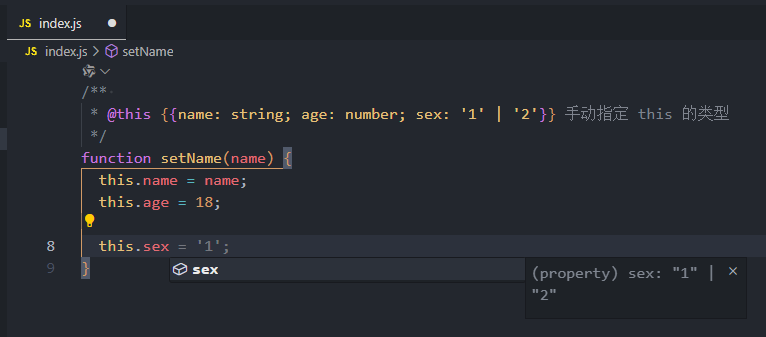 JS index.js
JS index.js > setName
/**
* @this {{name: string; age: number; sex: '1' | '2'}} 手动指定 this 的类型
*/
function setName(name) {
this.name = name;
this.age = 18;
8 this.sex = '1';
9 }
sex
(property) sex: "1" | ×
"2"